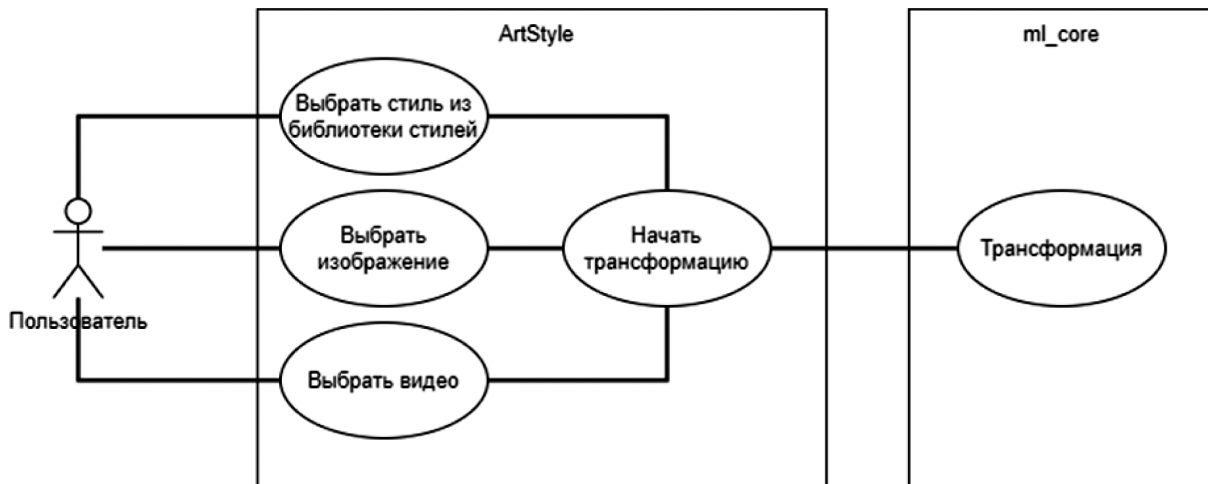 ArtStyle
ml_core
Выбрать стиль из
библиотеки стилей
Выбрать
изображение
Начать
трансформацию
Трансформация
Пользователь
Выбрать видео